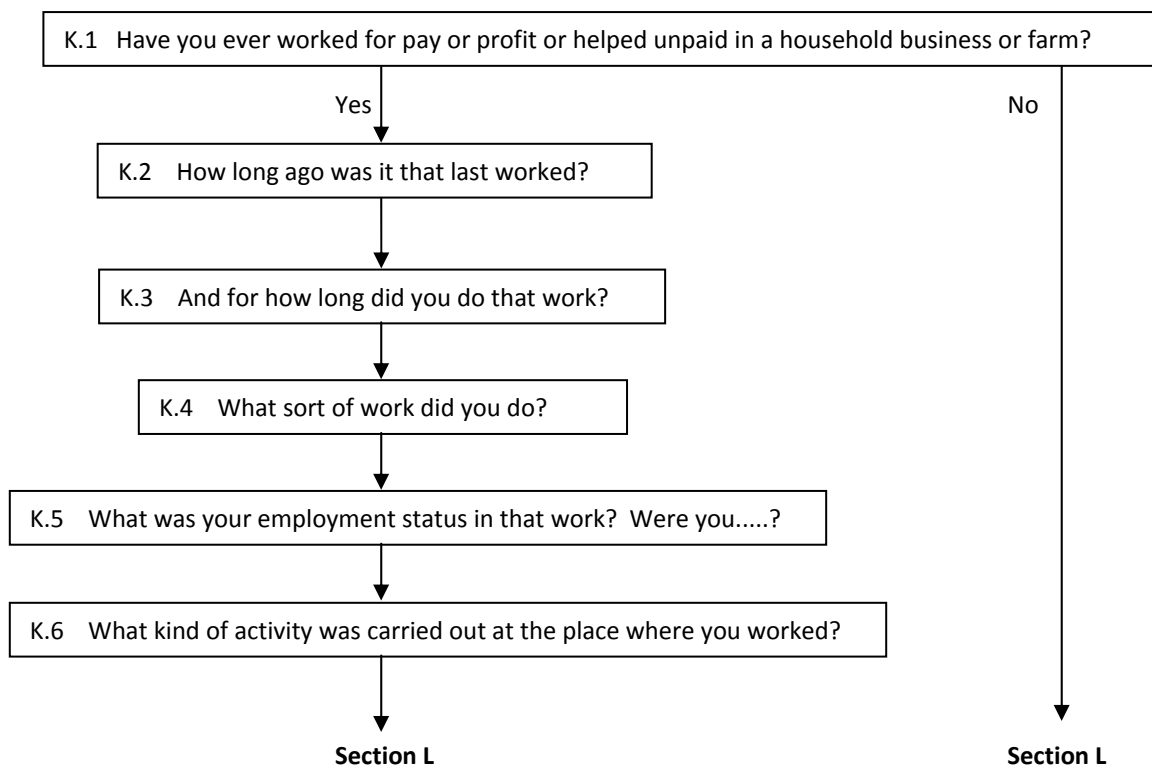 K.1 Have you ever worked for pay or profit or helped unpaid in a household business or farm?
Yes
No
K.2 How long ago was it that last worked?
K.3 And for how long did you do that work?
K.4 What sort of work did you do?
K.5 What was your employment status in that work? Were you.....?
K.6 What kind of activity was carried out at the place where you worked?
Section L
Section L